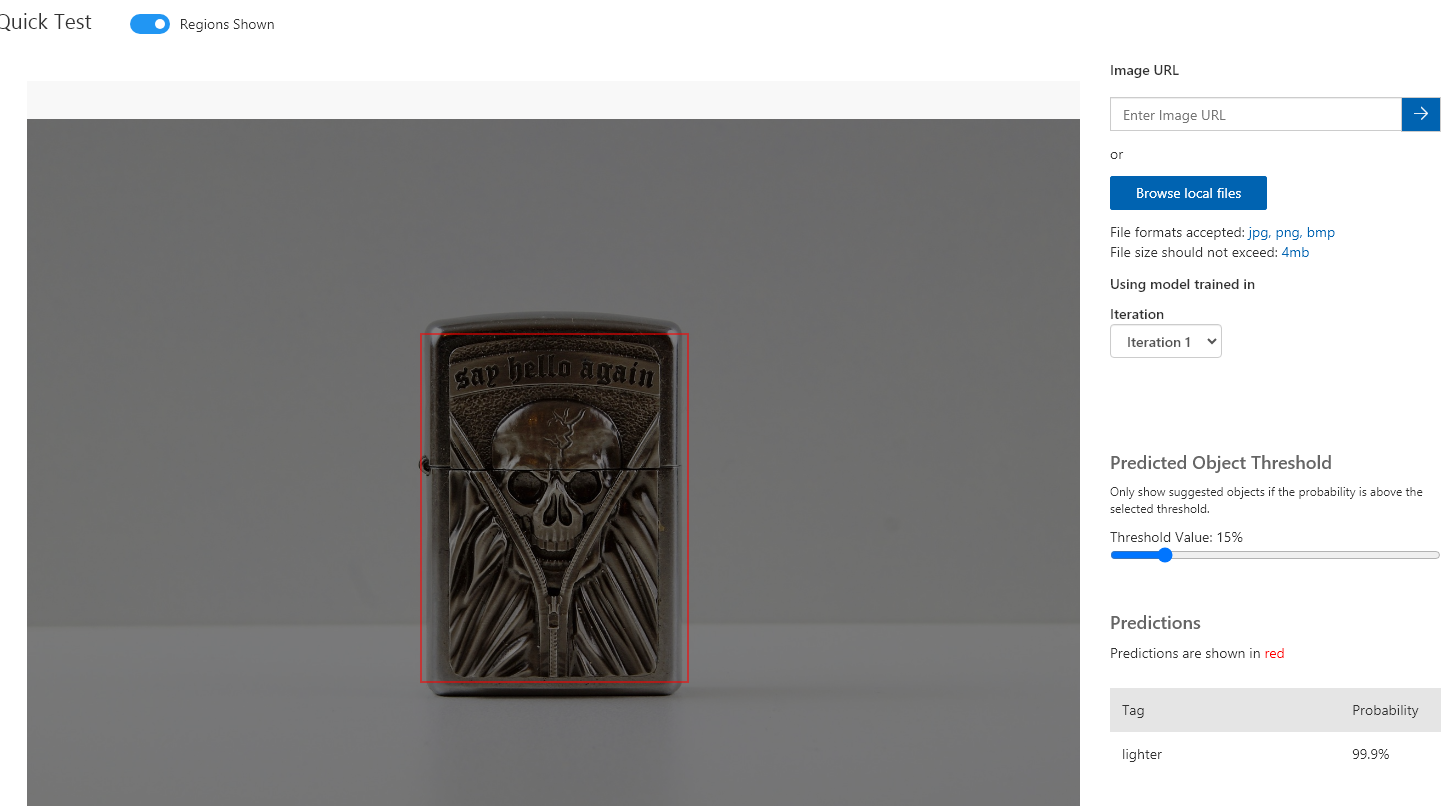 Quick Test
Regions Shown
say hello again
Image URL
Enter Image URL
or
Browse local files
File formats accepted: jpg, png, bmp
File size should not exceed: 4mb
Using model trained in
Iteration
Iteration 1
Predicted Object Threshold
Only show suggested objects if the probability is above the
selected threshold.
Threshold Value: 15%
Predictions
Predictions are shown in red
Tag Probability
lighter 99.9%